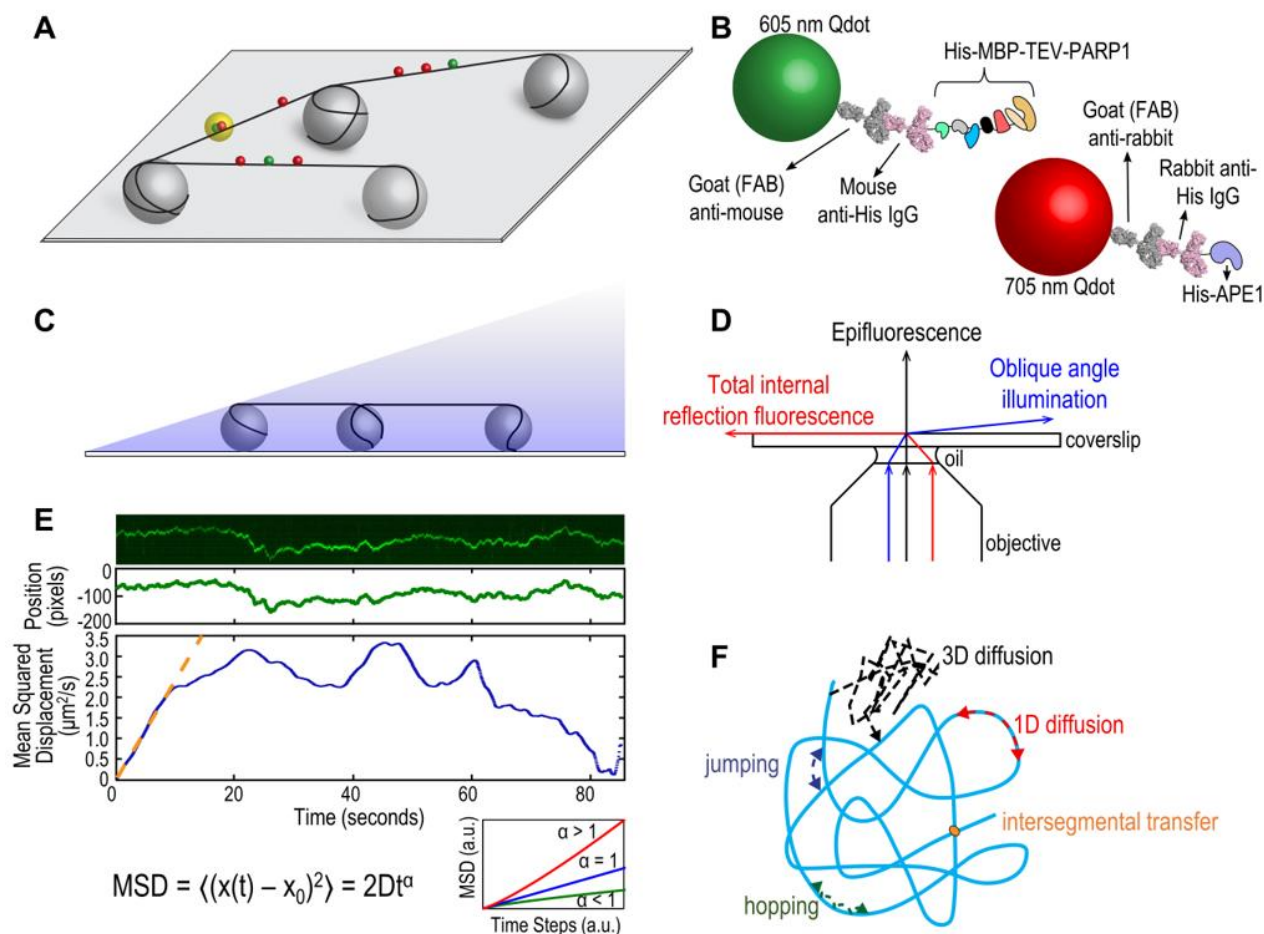 A
B
605 nm Qdot
His-MBP-TEV-PARP1
Goat (FAB)
anti-rabbit
Rabbit anti-
His IgG
Goat (FAB)
anti-mouse
Mouse
anti-His IgG
705 nm Qdot
His-APE1
C
D
Epifluorescence
Total internal
reflection fluorescence
Oblique angle
illumination
coverslip
oil
objective
E
Position
(pixels)
0
-100
-200
Mean Squared
Displacement
(µm²/s)
3.5
3.0
2.5
2.0
1.5
1.0
0.5
0
0
20
40
60
80
Time (seconds)
MSD = ⟨(x(t) − x₀)²⟩ = 2Dtᵅ
MSD (a.u.)
α > 1
α = 1
α < 1
Time Steps (a.u.)
F
3D diffusion
1D diffusion
jumping
intersegmental transfer
hopping